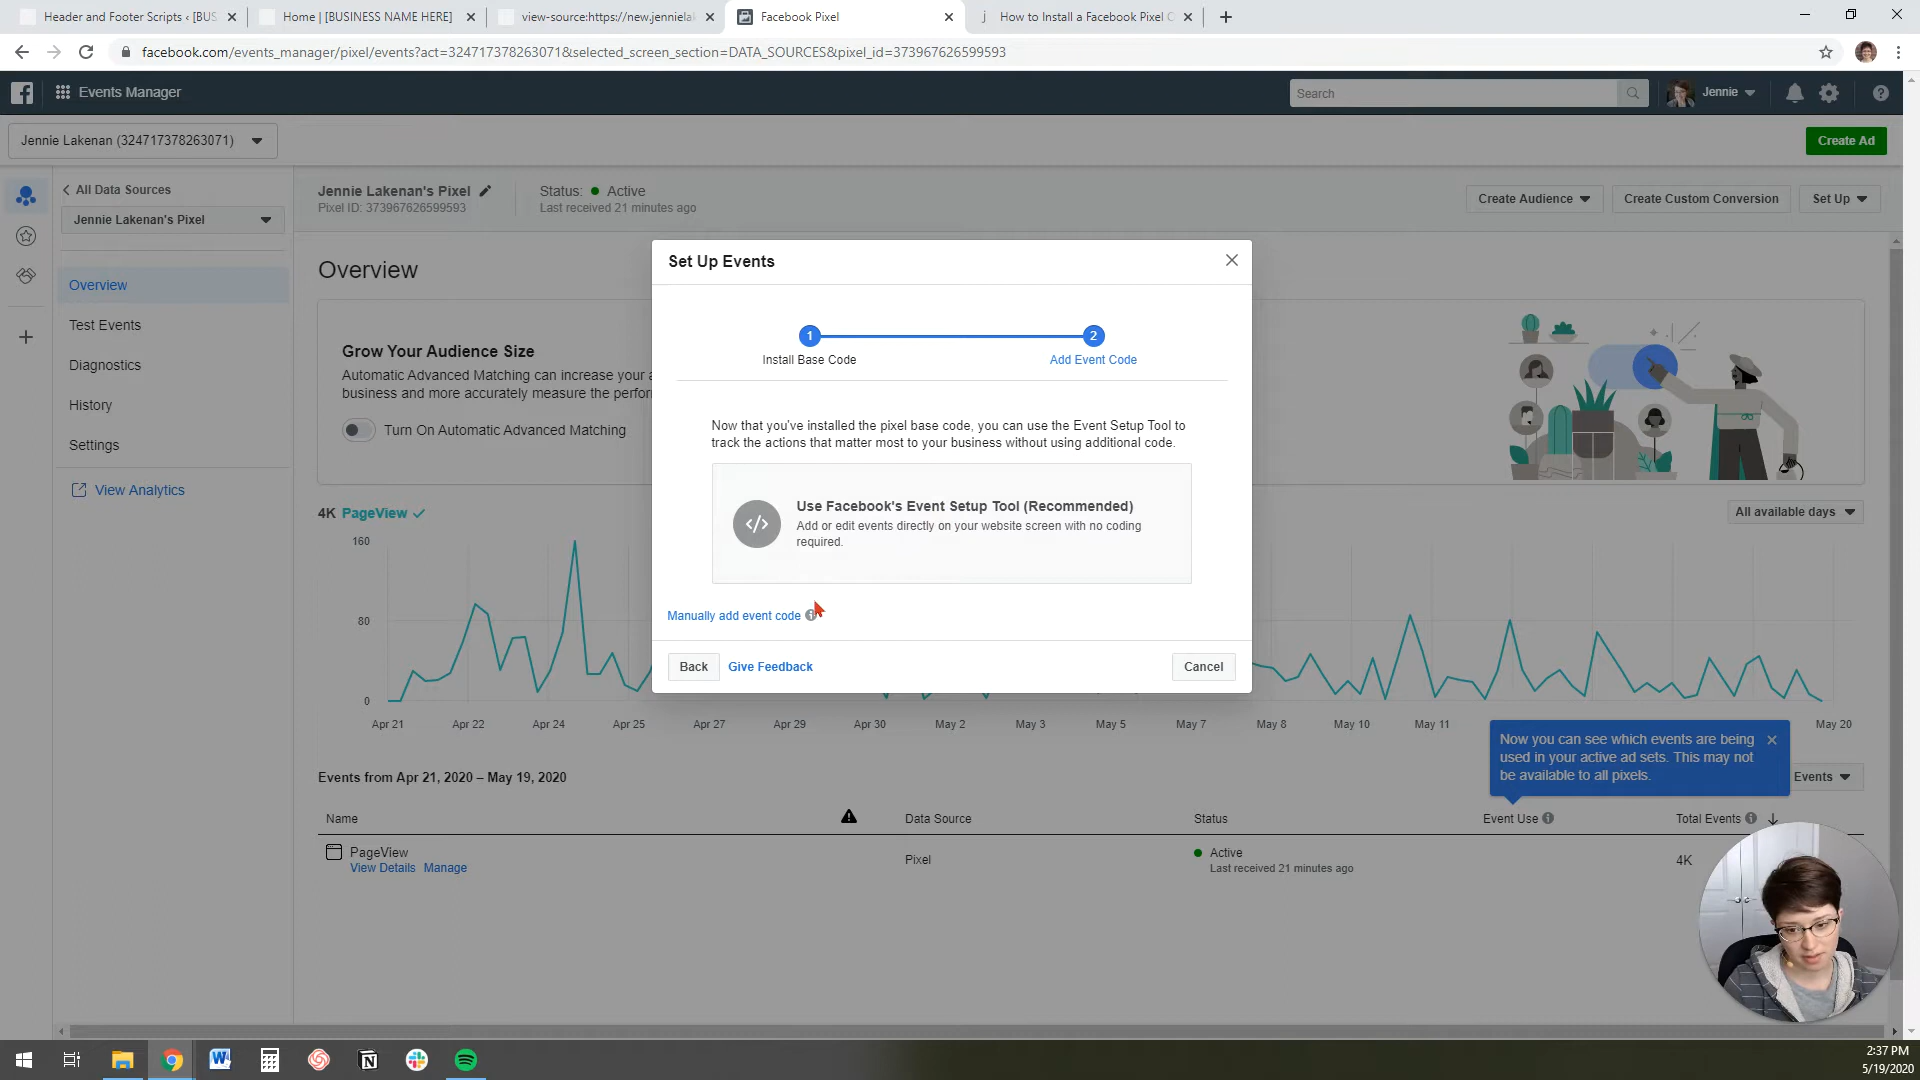 Header and Footer Scripts ‹ [BUS
Home | [BUSINESS NAME HERE]
view-source:https://new.jenniela
Facebook Pixel
How to Install a Facebook Pixel C
facebook.com/events_manager/pixel/events?act=324717378263071&selected_screen_section=DATA_SOURCES&pixel_id=373967626599593
Events Manager
Search
Jennie
Jennie Lakenan (324717378263071)
Create Ad
All Data Sources
Jennie Lakenan's Pixel
Jennie Lakenan's Pixel
Pixel ID: 373967626599593
Status: Active
Last received 21 minutes ago
Create Audience
Create Custom Conversion
Set Up
Overview
Test Events
Diagnostics
History
Settings
View Analytics
Overview
Grow Your Audience Size
Automatic Advanced Matching can increase your a
business and more accurately measure the perfor
Turn On Automatic Advanced Matching
Set Up Events
1
2
Install Base Code
Add Event Code
Now that you've installed the pixel base code, you can use the Event Setup Tool to
track the actions that matter most to your business without using additional code.
</>
Use Facebook's Event Setup Tool (Recommended)
Add or edit events directly on your website screen with no coding
required.
Manually add event code
Back
Give Feedback
Cancel
4K PageView
All available days
160
80
0
Apr 21
Apr 22
Apr 24
Apr 25
Apr 27
Apr 29
Apr 30
May 2
May 3
May 5
May 7
May 8
May 10
May 11
May 20
Now you can see which events are being
used in your active ad sets. This may not
be available to all pixels.
Events from Apr 21, 2020 – May 19, 2020
Events
Name
Data Source
Status
Event Use
Total Events
PageView
View Details
Manage
Pixel
Active
Last received 21 minutes ago
4K
2:37 PM
5/19/2020